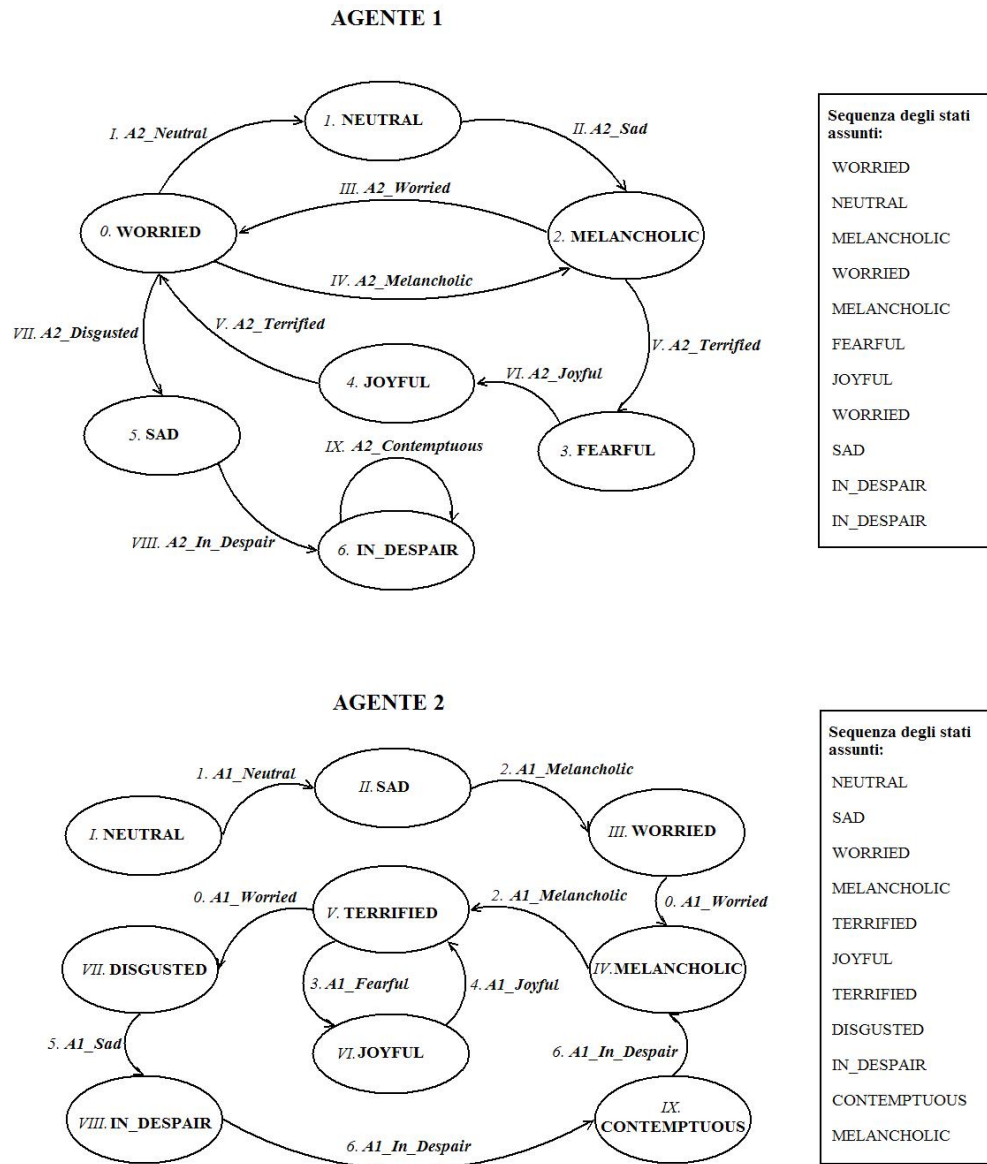 AGENTE 1
1. NEUTRAL
I. A2_Neutral
II. A2_Sad
III. A2_Worried
0. WORRIED
2. MELANCHOLIC
IV. A2_Melancholic
VII. A2_Disgusted
V. A2_Terrified
V. A2_Terrified
4. JOYFUL
VI. A2_Joyful
5. SAD
IX. A2_Contemptuous
3. FEARFUL
VIII. A2_In_Despair
6. IN_DESPAIR
Sequenza degli stati
assunti:
WORRIED
NEUTRAL
MELANCHOLIC
WORRIED
MELANCHOLIC
FEARFUL
JOYFUL
WORRIED
SAD
IN_DESPAIR
IN_DESPAIR
AGENTE 2
1. A1_Neutral
II. SAD
2. A1_Melancholic
I. NEUTRAL
III. WORRIED
0. A1_Worried
2. A1_Melancholic
V. TERRIFIED
0. A1_Worried
VII. DISGUSTED
3. A1_Fearful
4. A1_Joyful
IV. MELANCHOLIC
5. A1_Sad
VI. JOYFUL
6. A1_In_Despair
VIII. IN_DESPAIR
IX.
CONTEMPTUOUS
6. A1_In_Despair
Sequenza degli stati
assunti:
NEUTRAL
SAD
WORRIED
MELANCHOLIC
TERRIFIED
JOYFUL
TERRIFIED
DISGUSTED
IN_DESPAIR
CONTEMPTUOUS
MELANCHOLIC